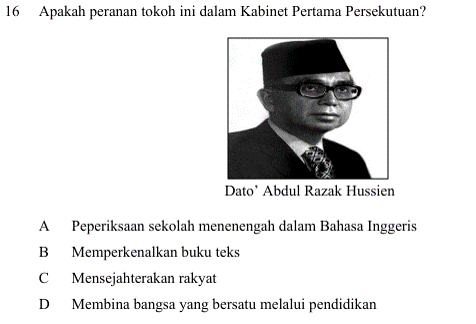 16 Apakah peranan tokoh ini dalam Kabinet Pertama Persekutuan?
Dato' Abdul Razak Hussien
A Peperiksaan sekolah menenengah dalam Bahasa Inggeris
B Memperkenalkan buku teks
C Mensejahterakan rakyat
D Membina bangsa yang bersatu melalui pendidikan